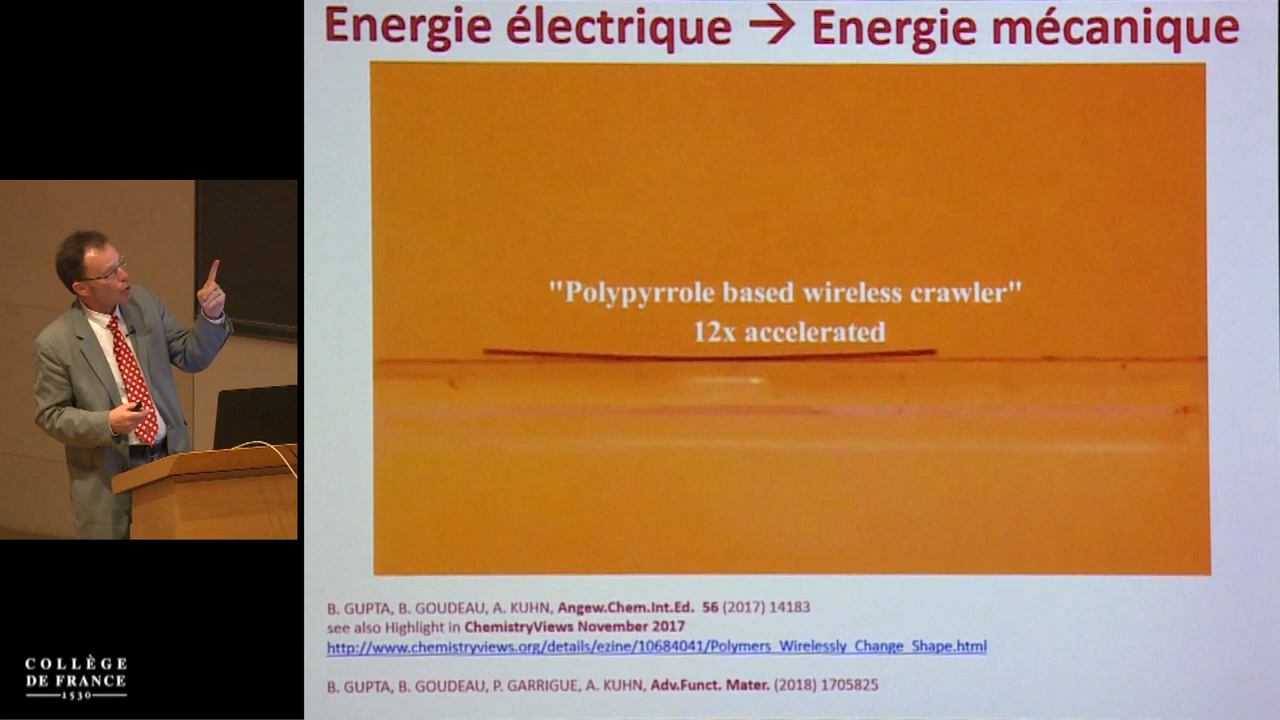 Energie électrique → Energie mécanique
"Polypyrrole based wireless crawler"
12x accelerated
B. GUPTA, B. GOUDEAU, A. KUHN, Angew.Chem.Int.Ed. 56 (2017) 14183
see also Highlight in ChemistryViews November 2017
http://www.chemistryviews.org/details/ezine/10684041/Polymers_Wirelessly_Change_Shape.html
B. GUPTA, B. GOUDEAU, P. GARRIGUE, A. KUHN, Adv.Funct. Mater. (2018) 1705825
COLLÈGE
DE FRANCE
1530